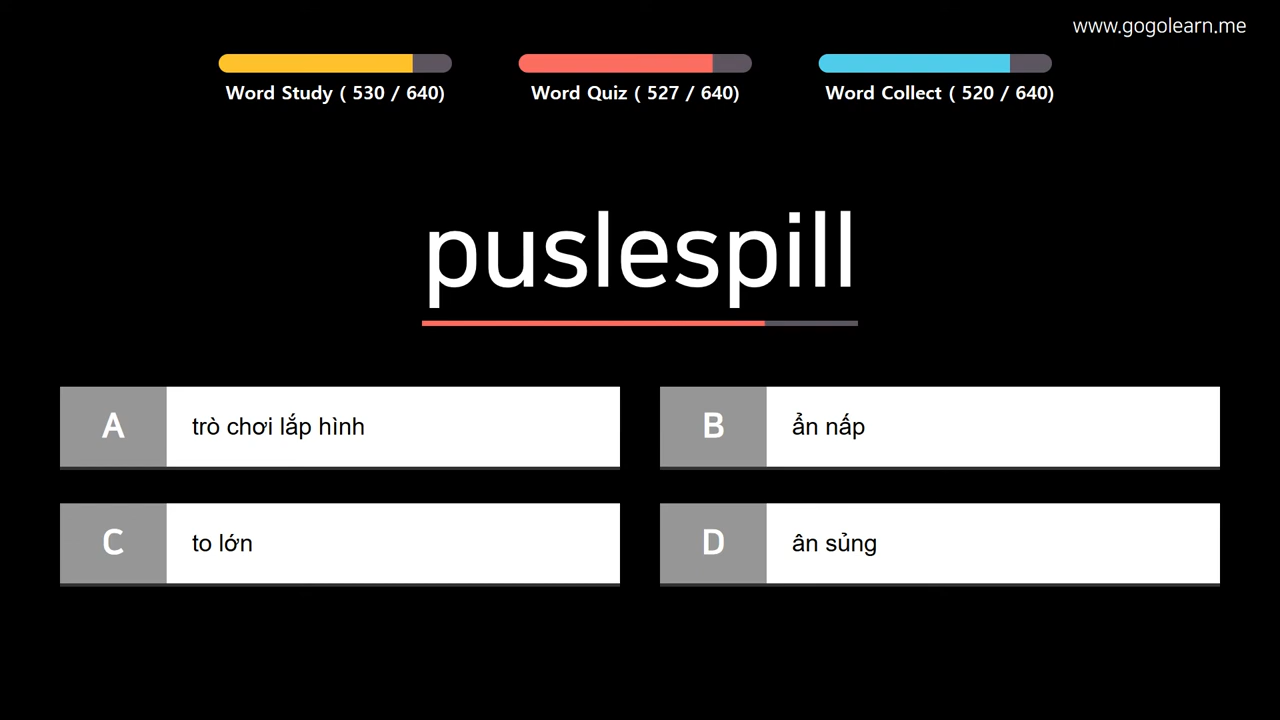 www.gogolearn.me
Word Study ( 530 / 640)
Word Quiz ( 527 / 640)
Word Collect ( 520 / 640)
puslespill
A
trò chơi lắp hình
B
ẩn nấp
C
to lớn
D
ân sủng